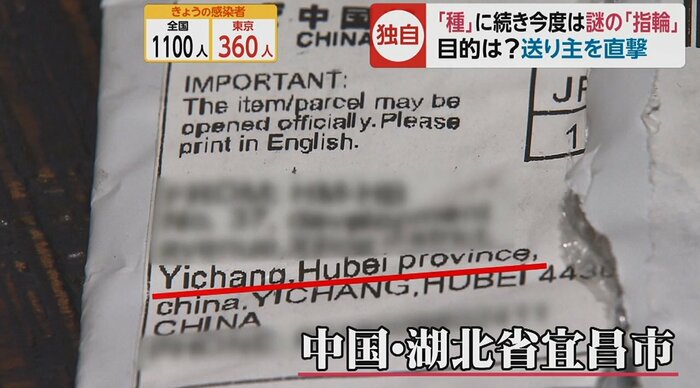 きょうの感染者
全国
1100人
東京
360人
独自
「種」に続き今度は謎の「指輪」
目的は?送り主を直撃
中国
CHINA
IMPORTANT:
The item/parcel may be
opened officially.Please
print in English.
JP
1
Yichang,Hubei province,
china,YICHANG,HUBEI 443
CHINA
中国・湖北省宜昌市